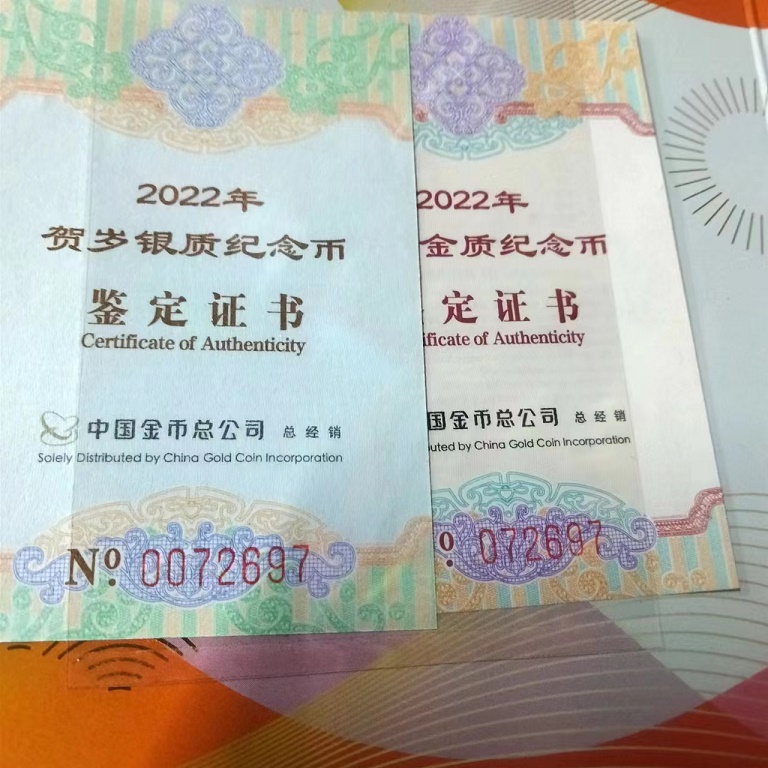 2022年
贺岁银质纪念币
鉴定证书
Certificate of Authenticity
中国金币总公司 总经销
Solely Distributed by China Gold Coin Incorporation
Nº 0072697
2022年
金质纪念币
定证书
ificate of Authenticity
国金币总公司 总经销
uted by China Gold Coin Incorporation
º 072697